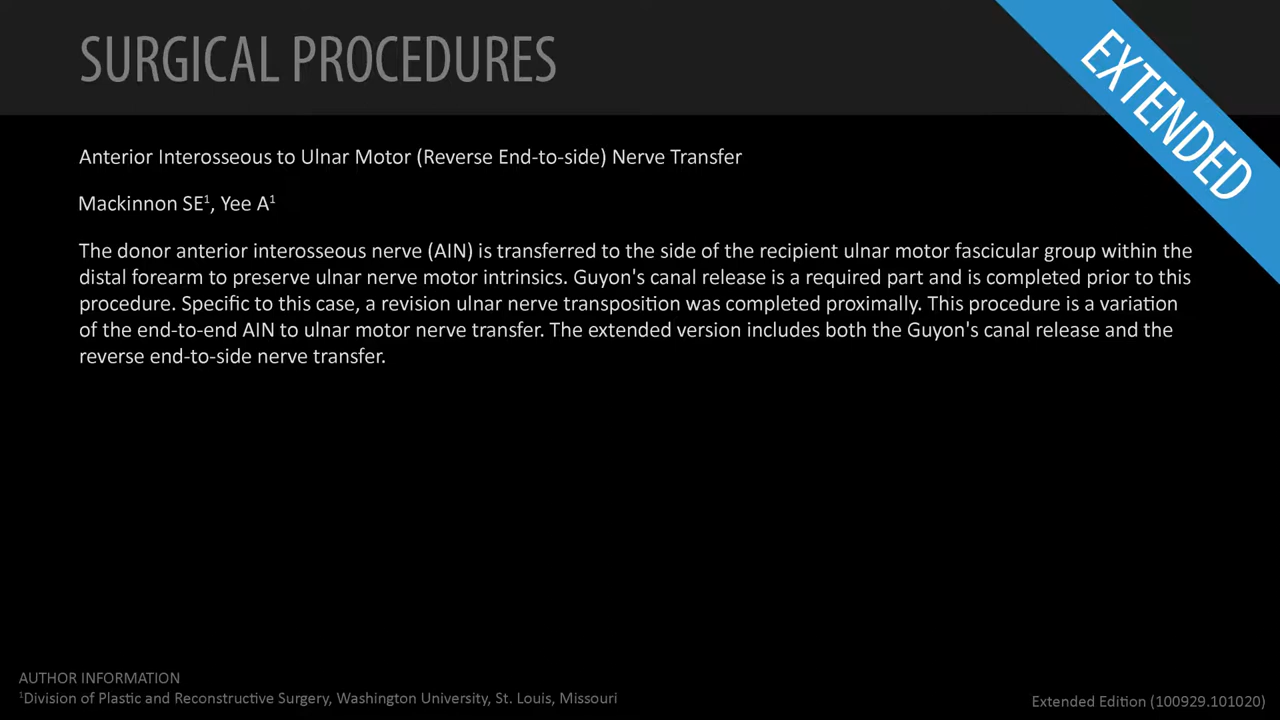 SURGICAL PROCEDURES
EXTENDED
Anterior Interosseous to Ulnar Motor (Reverse End-to-side) Nerve Transfer
Mackinnon SE¹, Yee A¹
The donor anterior interosseous nerve (AIN) is transferred to the side of the recipient ulnar motor fascicular group within the
distal forearm to preserve ulnar nerve motor intrinsics. Guyon's canal release is a required part and is completed prior to this
procedure. Specific to this case, a revision ulnar nerve transposition was completed proximally. This procedure is a variation
of the end-to-end AIN to ulnar motor nerve transfer. The extended version includes both the Guyon's canal release and the
reverse end-to-side nerve transfer.
AUTHOR INFORMATION
¹Division of Plastic and Reconstructive Surgery, Washington University, St. Louis, Missouri
Extended Edition (100929.101020)